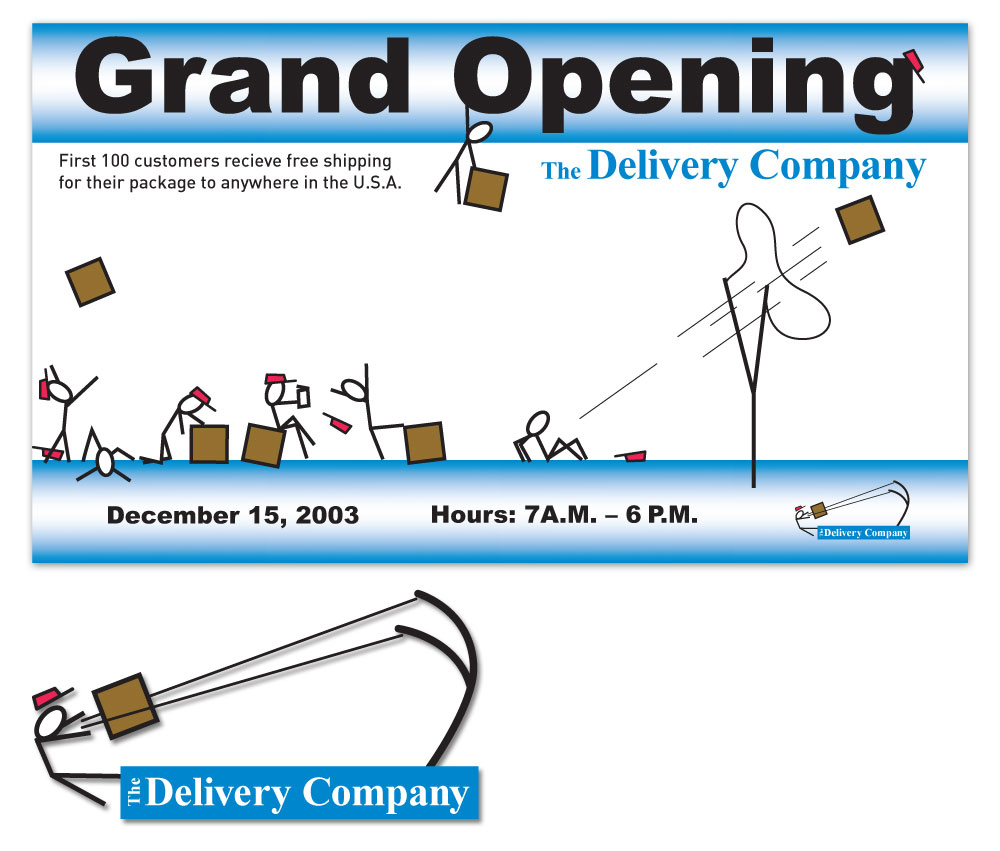 Grand Opening
First 100 customers recieve free shipping
for their package to anywhere in the U.S.A.
The Delivery Company
December 15, 2003
Hours: 7A.M. – 6 P.M.
The Delivery Company
The Delivery Company